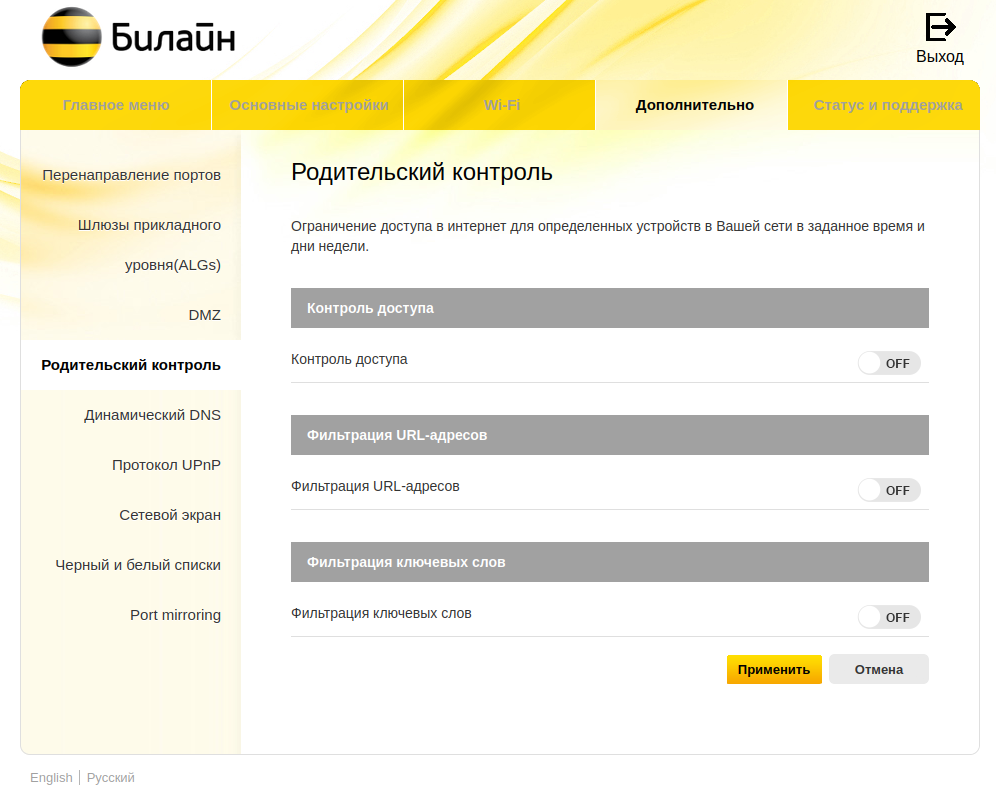 Билайн
Выход
Главное меню
Основные настройки
Wi-Fi
Дополнительно
Статус и поддержка
Перенаправление портов
Шлюзы прикладного
уровня(ALGs)
DMZ
Родительский контроль
Динамический DNS
Протокол UPnP
Сетевой экран
Черный и белый списки
Port mirroring
Родительский контроль
Ограничение доступа в интернет для определенных устройств в Вашей сети в заданное время и
дни недели.
Контроль доступа
Контроль доступа
OFF
Фильтрация URL-адресов
Фильтрация URL-адресов
OFF
Фильтрация ключевых слов
Фильтрация ключевых слов
OFF
Применить
Отмена
English
Русский